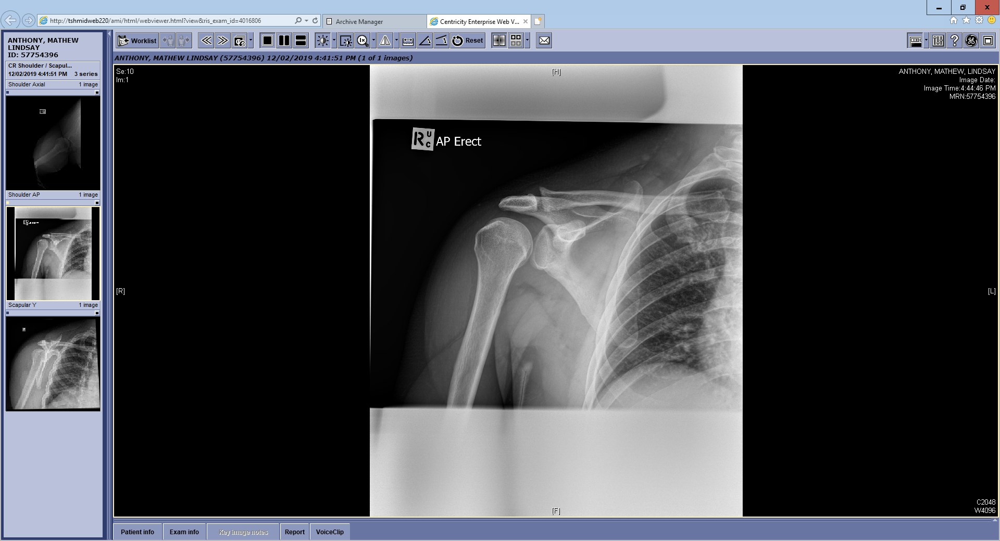 http://tshmidweb220/ami/html/webviewer.html?view&ris_exam_id=4016806
Archive Manager
Centricity Enterprise Web V...
ANTHONY, MATHEW
LINDSAY
ID: 57754396
Worklist
Reset
ANTHONY, MATHEW LINDSAY (57754396) 12/02/2019 4:41:51 PM (1 of 1 images)
CR Shoulder / Scapul...
12/02/2019 4:41:51 PM 3 series
Shoulder Axial 1 image
Shoulder AP 1 image
Scapular Y 1 image
Se:10
Im:1
[H]
ANTHONY, MATHEW, LINDSAY
Image Date:
Image Time:4:44:46 PM
MRN:57754396
R U C AP Erect
[R]
[L]
[F]
C2048
W4096
Patient info
Exam info
Key image notes
Report
VoiceClip